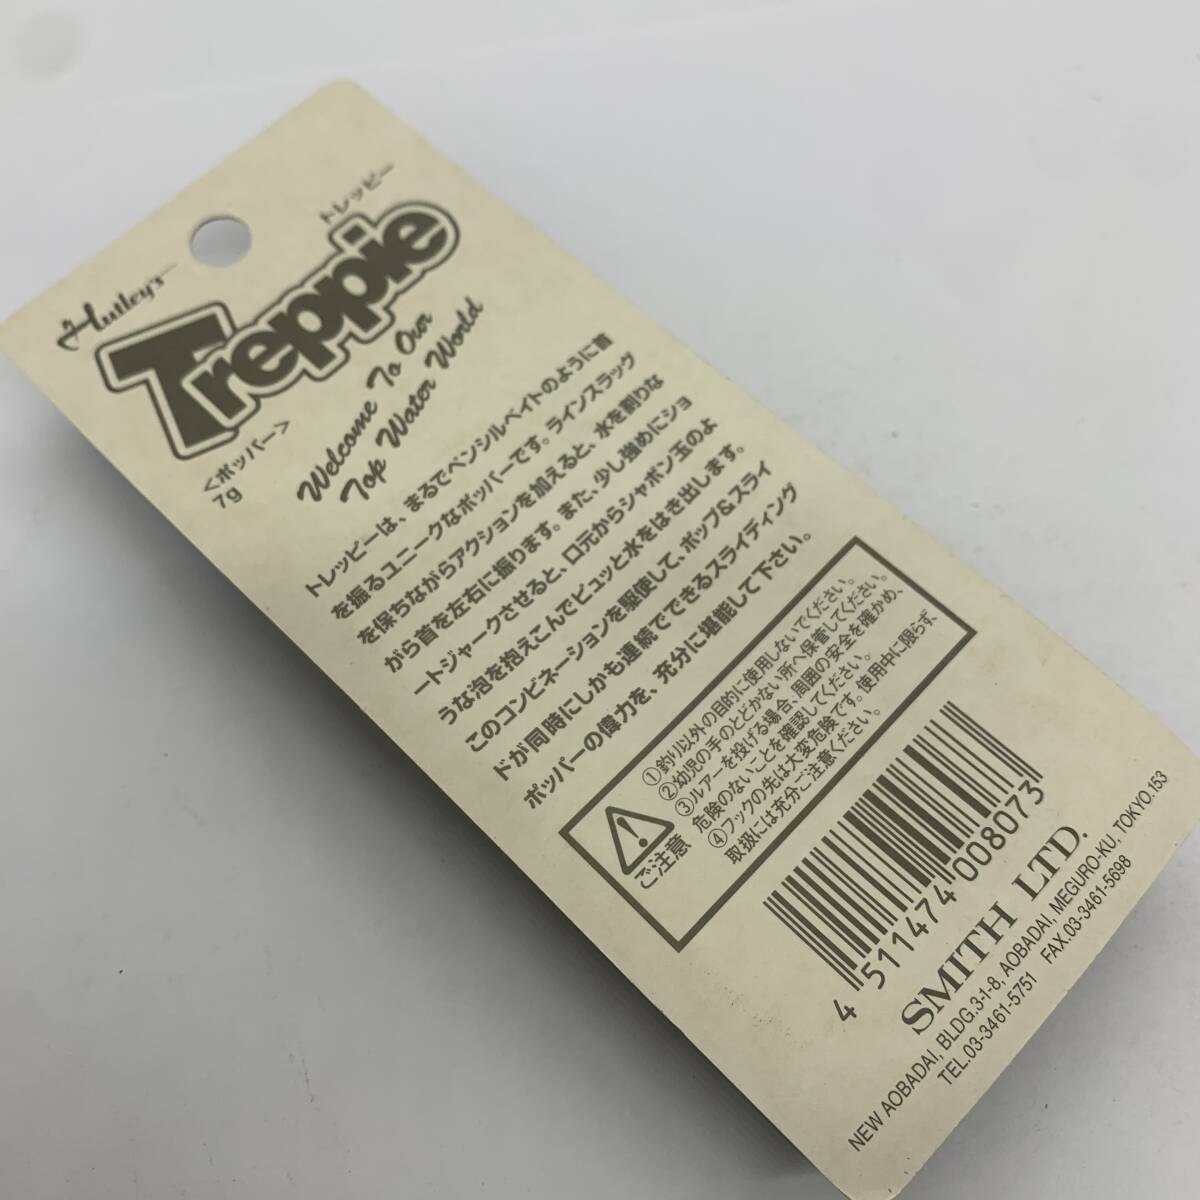 Hutley's
トレッピー
Treppie
<ポッパー>
7g
Welcome To Our
Top Water World
トレッピーは、まるでペンシルベイトのように首
を振るユニークなポッパーです。ラインスラッグ
を保ちながらアクションを加えると、水を割りな
がら首を左右に振ります。また、少し強めにショ
ートジャークさせると、口元からシャボン玉のよ
うな泡を抱えこんでピュッと水をはき出します。
このコンビネーションを駆使して、ポップ&スライ
ドが同時にしかも連続でできるスライディング
ポッパーの偉力を、充分に堪能して下さい。
ご注意
①釣り以外の目的に使用しないでください。
②幼児の手のとどかない所へ保管してください。
③ルアーを投げる場合、周囲の安全を確かめ、
危険のないことを確認してください。
④フックの先は大変危険です。使用中に限らず、
取扱には充分ご注意ください。
4 511474 008073
SMITH LTD.
NEW AOBADAI, BLDG.3-1-8, AOBADAI, MEGURO-KU, TOKYO.153
TEL.03-3461-5751 FAX.03-3461-5698